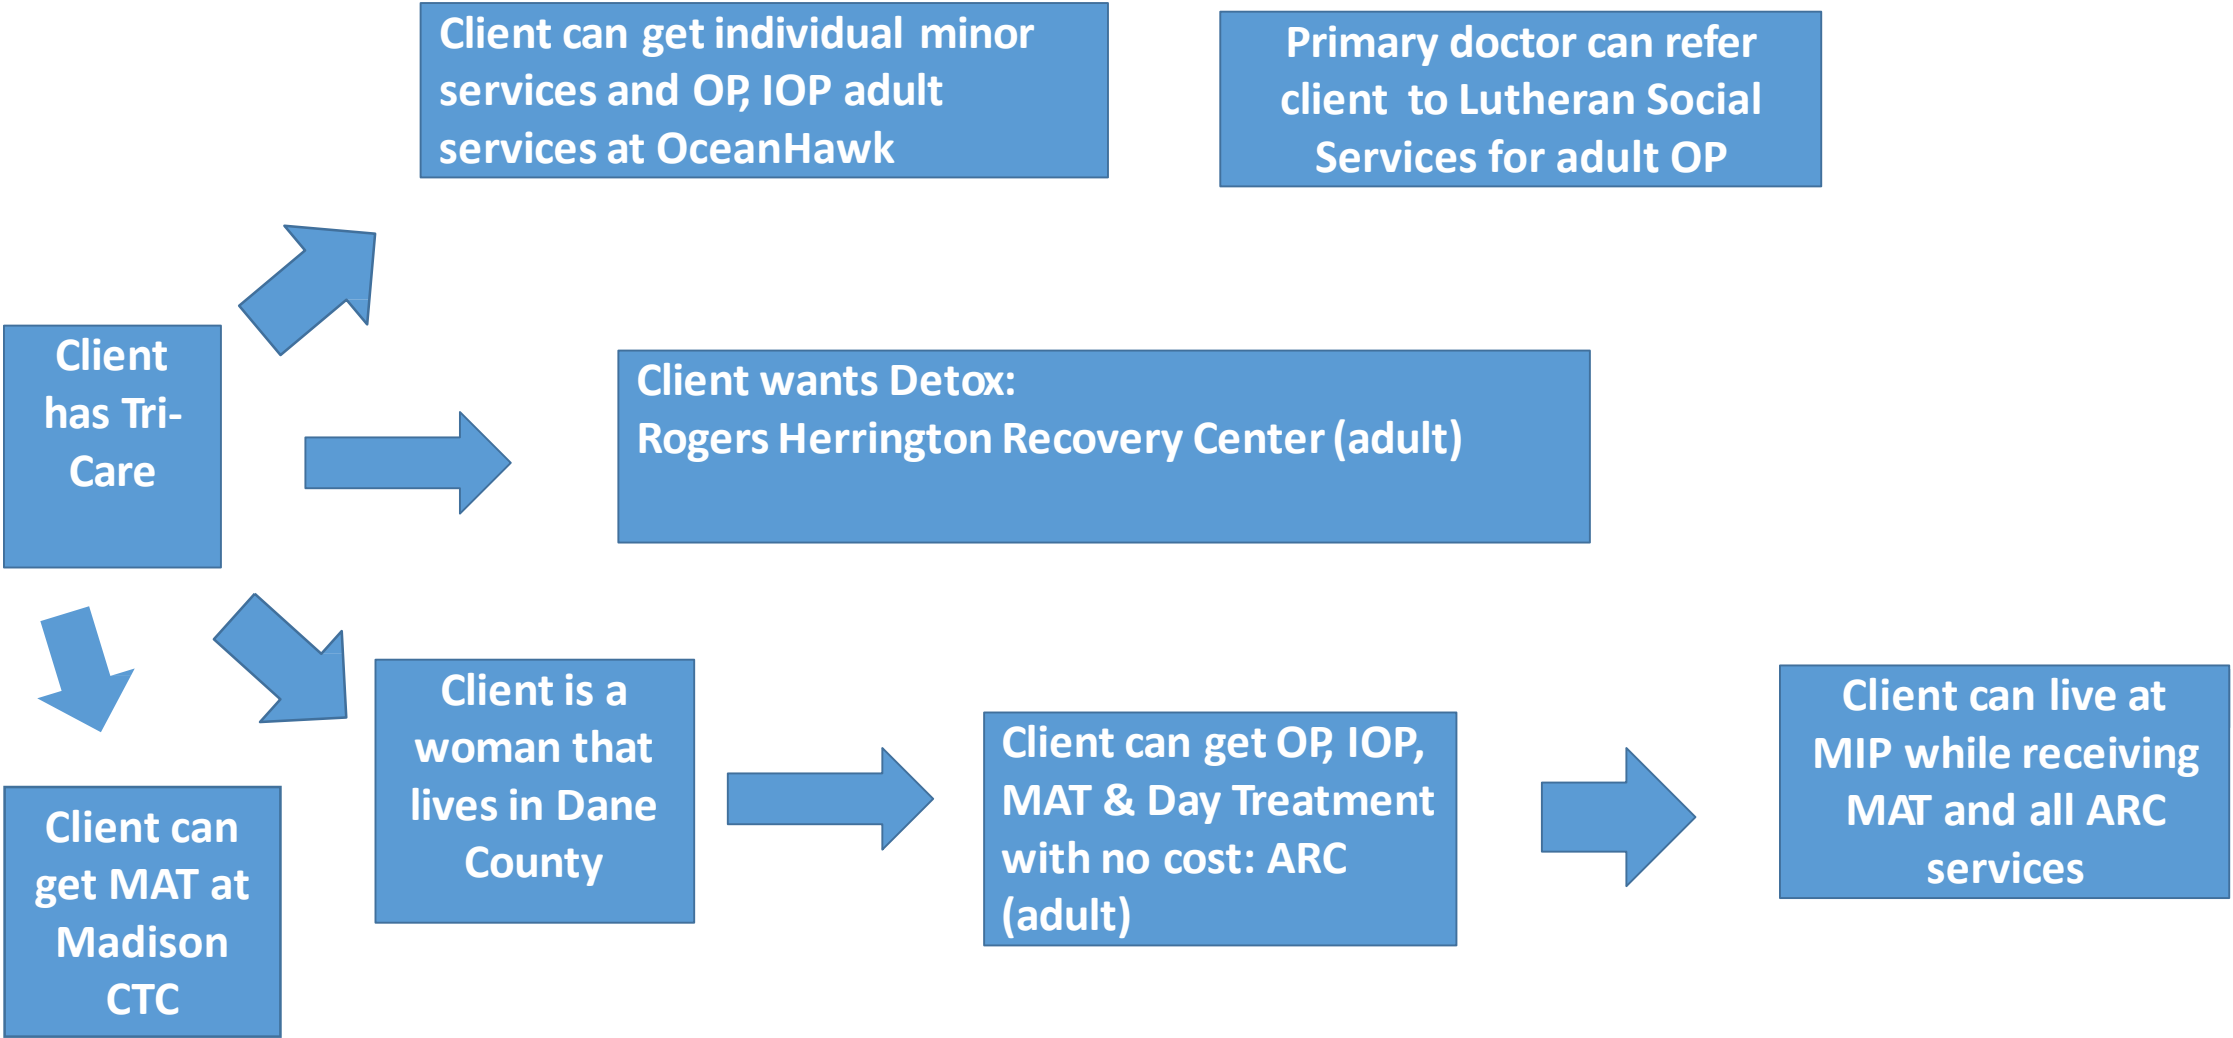 Client can get individual minor
services and OP, IOP adult
services at OceanHawk
Primary doctor can refer
client to Lutheran Social
Services for adult OP
Client
has Tri-
Care
Client wants Detox:
Rogers Herrington Recovery Center (adult)
Client can
get MAT at
Madison
CTC
Client is a
woman that
lives in Dane
County
Client can get OP, IOP,
MAT & Day Treatment
with no cost: ARC
(adult)
Client can live at
MIP while receiving
MAT and all ARC
services